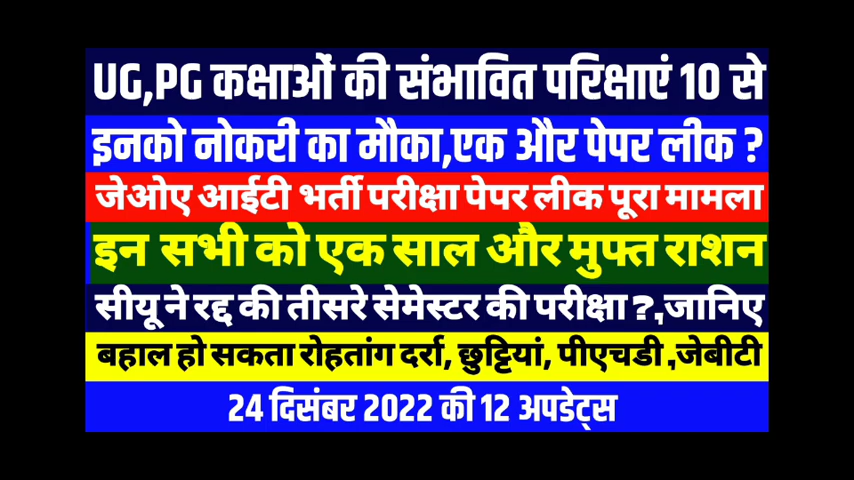 UG,PG कक्षाओं की संभावित परिक्षाएं 10 से
इनको नोकरी का मौका,एक और पेपर लीक ?
जेओए आईटी भर्ती परीक्षा पेपर लीक पूरा मामला
इन सभी को एक साल और मुफ्त राशन
सीयू ने रद्द की तीसरे सेमेस्टर की परीक्षा ?,जानिए
बहाल हो सकता रोहतांग दर्रा, छुट्टियां, पीएचडी ,जेबीटी
24 दिसंबर 2022 की 12 अपडेट्स